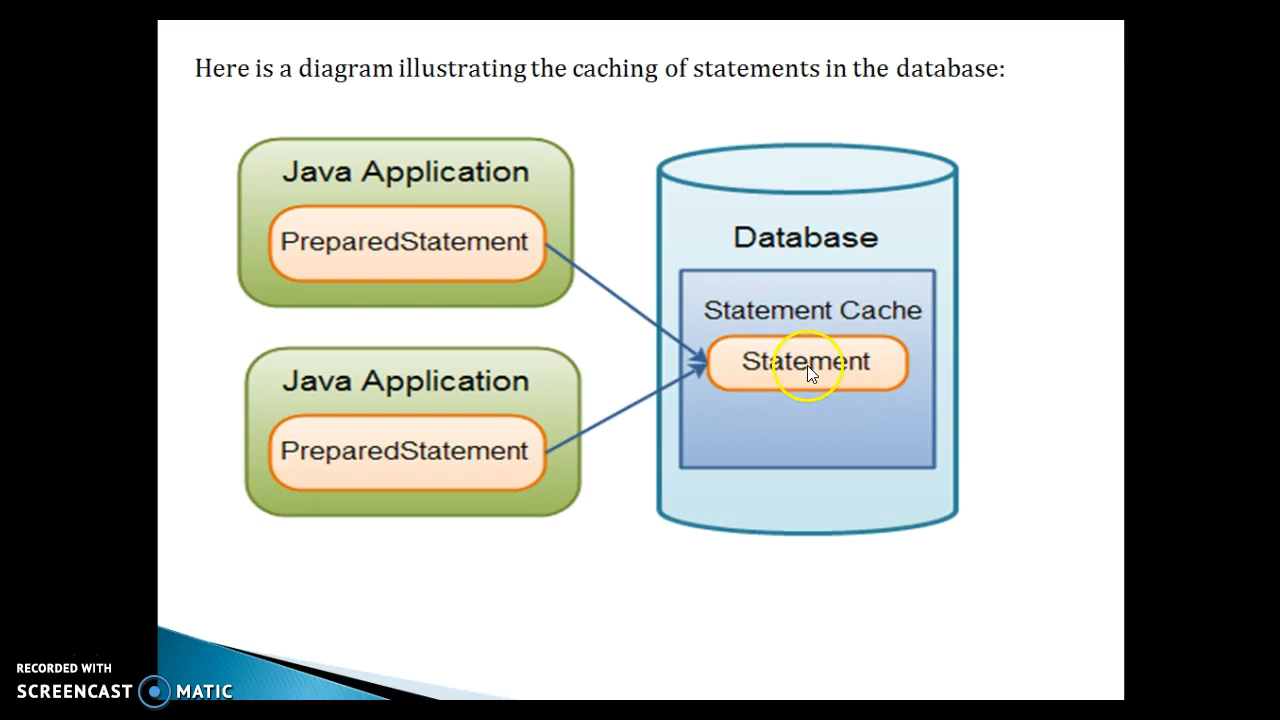 Here is a diagram illustrating the caching of statements in the database:
Java Application
PreparedStatement
Java Application
PreparedStatement
Database
Statement Cache
Statement
RECORDED WITH
SCREENCAST MATIC